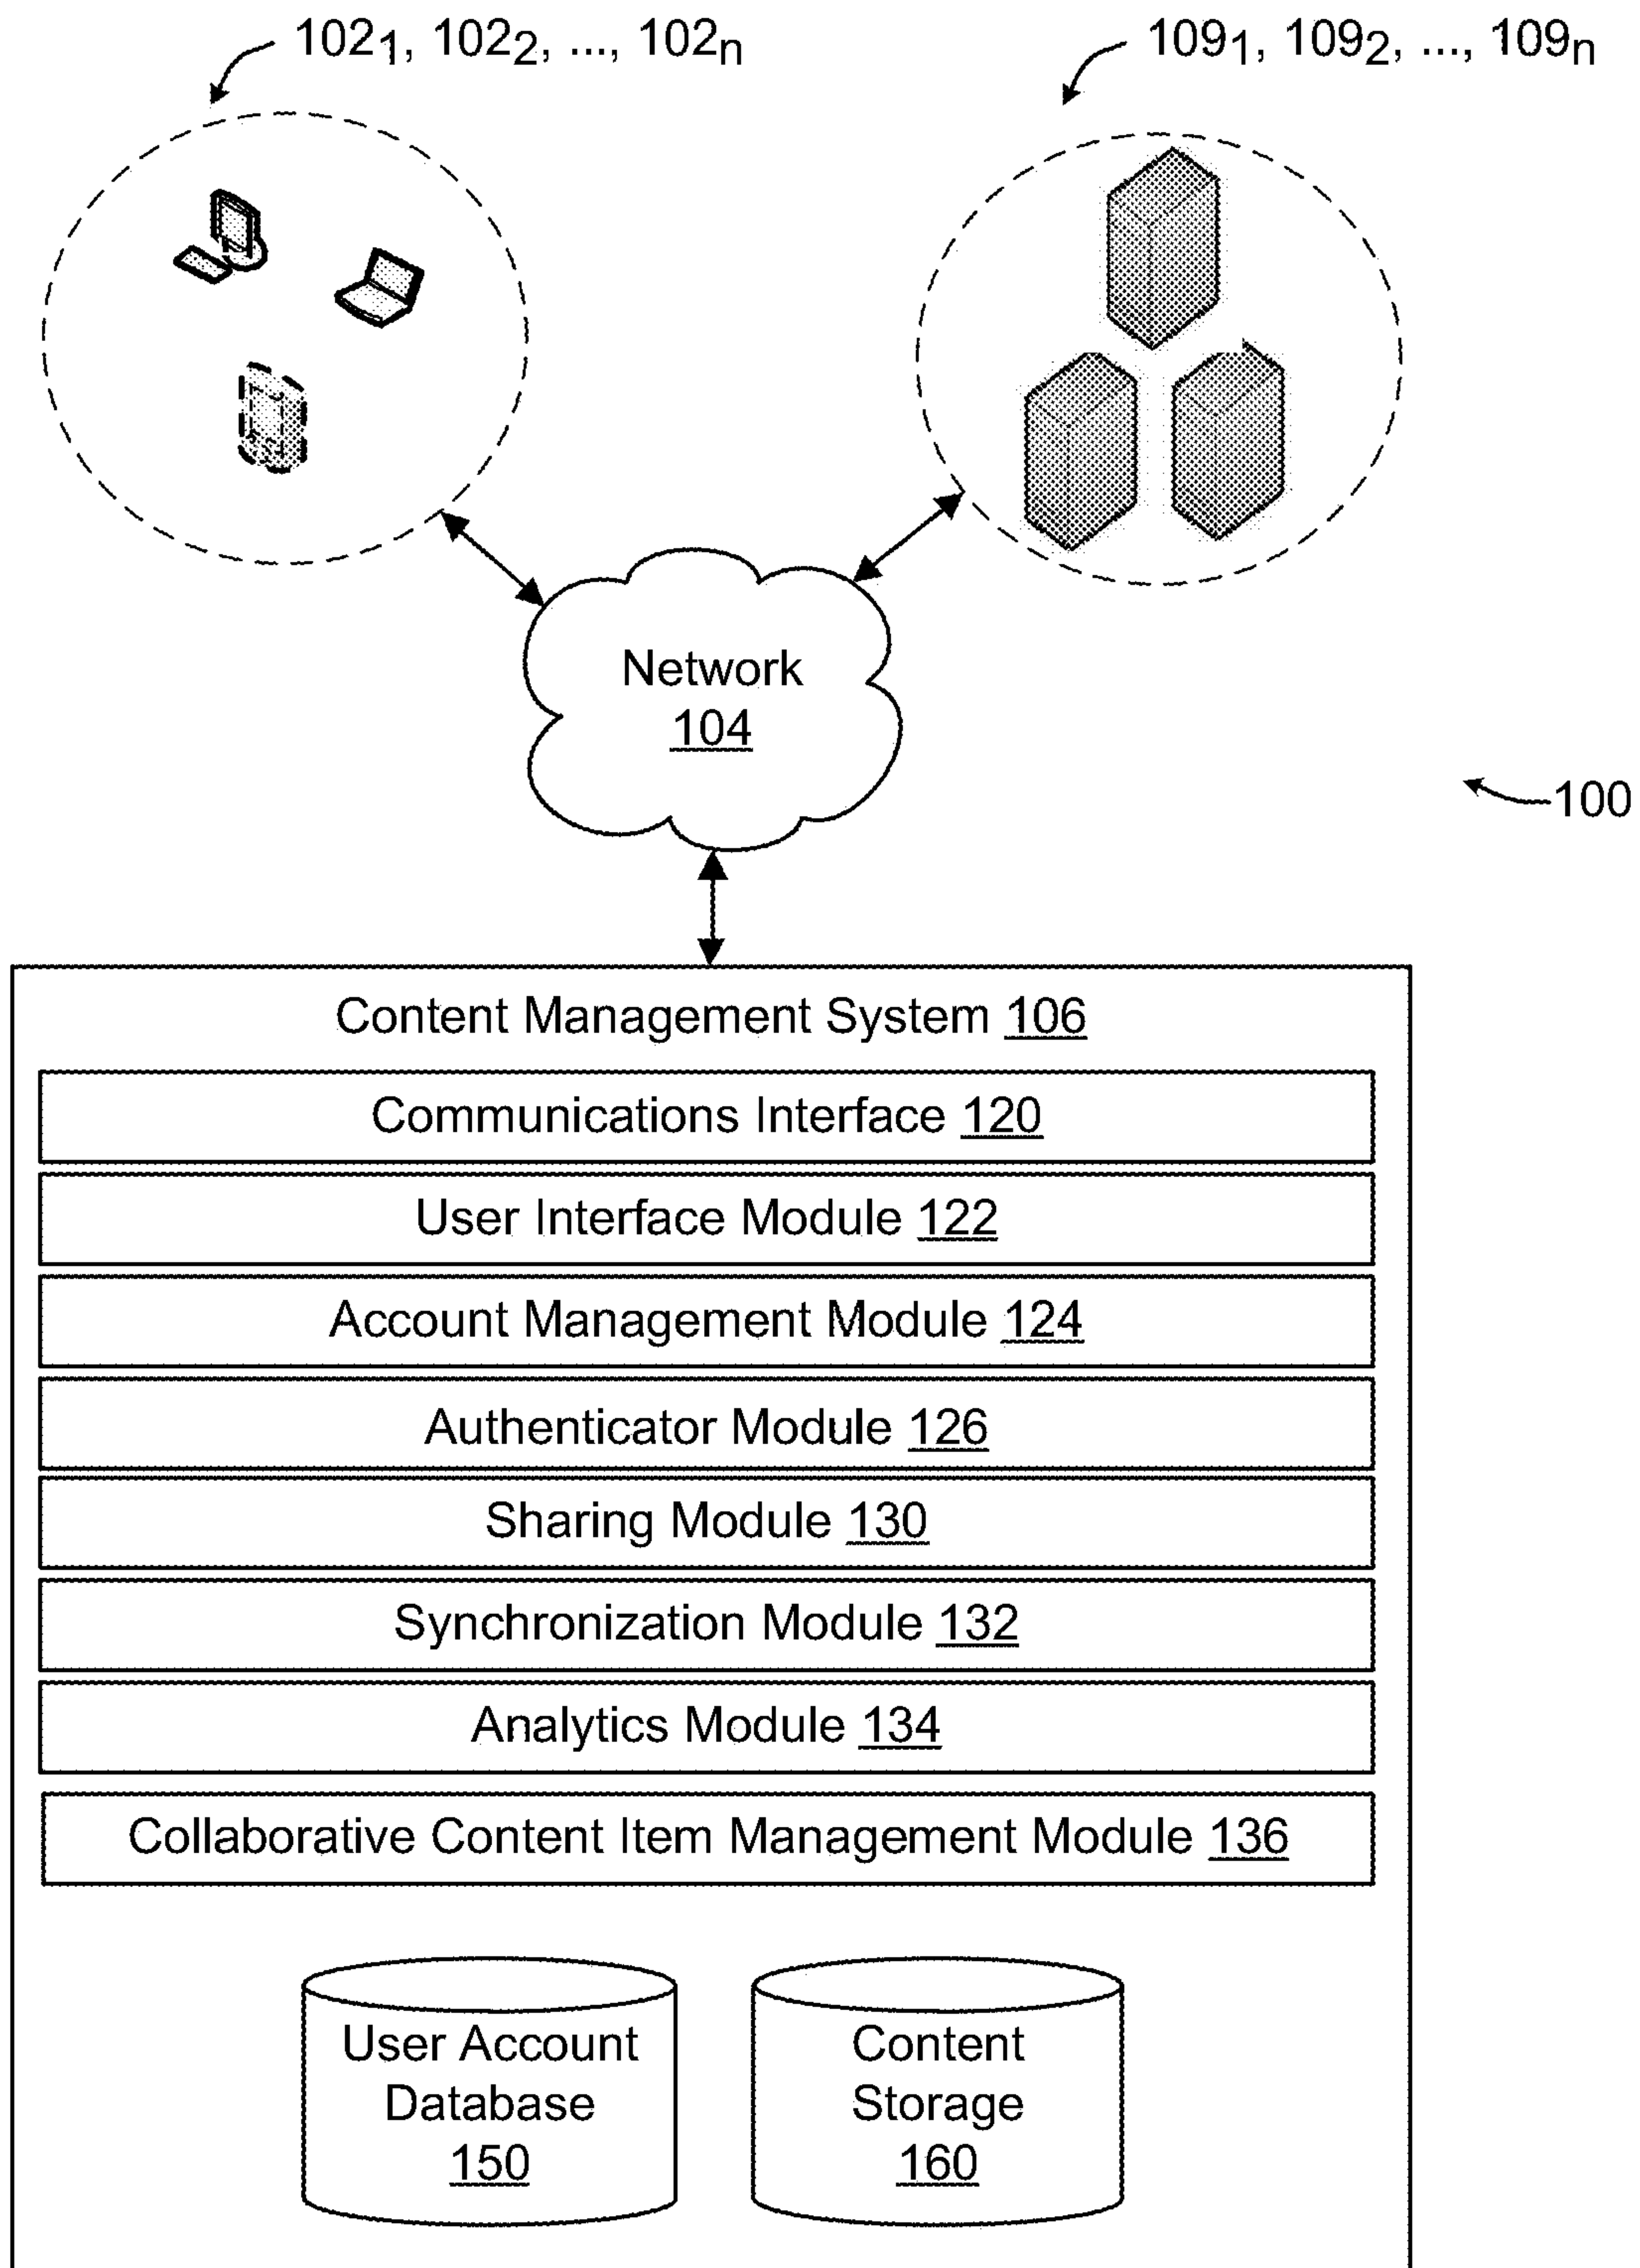 102₁, 102₂, ..., 102ₙ
109₁, 109₂, ..., 109ₙ
Network
104
100
Content Management System 106
Communications Interface 120
User Interface Module 122
Account Management Module 124
Authenticator Module 126
Sharing Module 130
Synchronization Module 132
Analytics Module 134
Collaborative Content Item Management Module 136
User Account
Database
150
Content
Storage
160